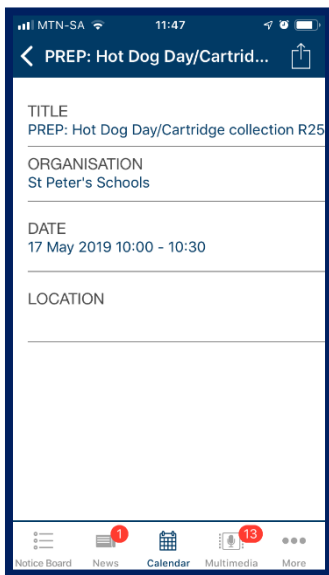 MTN-SA 11:47
PREP: Hot Dog Day/Cartrid...
TITLE
PREP: Hot Dog Day/Cartridge collection R25
ORGANISATION
St Peter's Schools
DATE
17 May 2019 10:00 - 10:30
LOCATION
1 13
Notice Board News Calendar Multimedia More